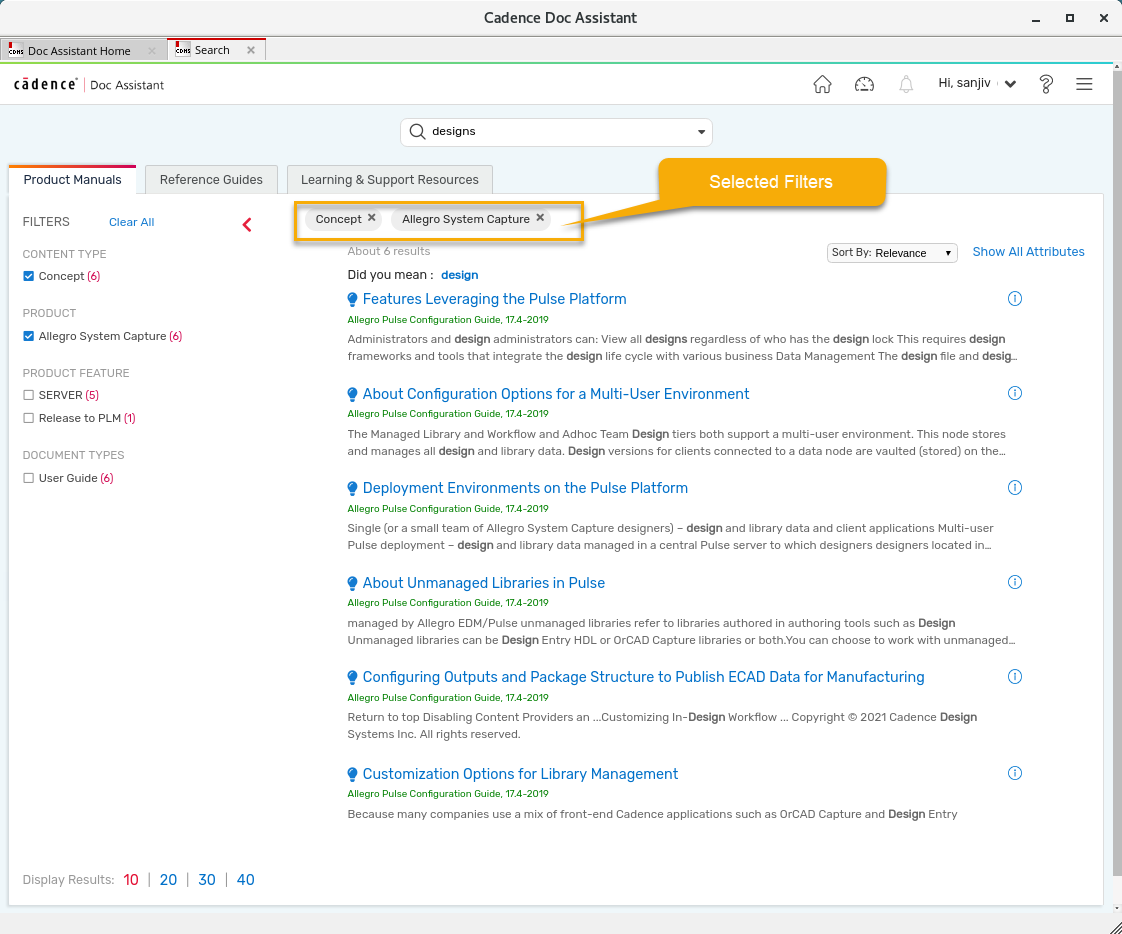 Cadence Doc Assistant
Doc Assistant Home
Search
cādence | Doc Assistant
Hi, sanjiv
designs
Product Manuals
Reference Guides
Learning & Support Resources
Selected Filters
FILTERS
Clear All
Concept
Allegro System Capture
About 6 results
Sort By: Relevance
Show All Attributes
Did you mean : design
CONTENT TYPE
Concept (6)
PRODUCT
Allegro System Capture (6)
PRODUCT FEATURE
SERVER (5)
Release to PLM (1)
DOCUMENT TYPES
User Guide (6)
Features Leveraging the Pulse Platform
Allegro Pulse Configuration Guide, 17.4-2019
Administrators and design administrators can: View all designs regardless of who has the design lock This requires design
frameworks and tools that integrate the design life cycle with various business Data Management The design file and desig...
About Configuration Options for a Multi-User Environment
Allegro Pulse Configuration Guide, 17.4-2019
The Managed Library and Workflow and Adhoc Team Design tiers both support a multi-user environment. This node stores
and manages all design and library data. Design versions for clients connected to a data node are vaulted (stored) on the...
Deployment Environments on the Pulse Platform
Allegro Pulse Configuration Guide, 17.4-2019
Single (or a small team of Allegro System Capture designers) – design and library data and client applications Multi-user
Pulse deployment – design and library data managed in a central Pulse server to which designers designers located in...
About Unmanaged Libraries in Pulse
Allegro Pulse Configuration Guide, 17.4-2019
managed by Allegro EDM/Pulse unmanaged libraries refer to libraries authored in authoring tools such as Design
Unmanaged libraries can be Design Entry HDL or OrCAD Capture libraries or both.You can choose to work with unmanaged...
Configuring Outputs and Package Structure to Publish ECAD Data for Manufacturing
Allegro Pulse Configuration Guide, 17.4-2019
Return to top Disabling Content Providers an ...Customizing In-Design Workflow ... Copyright © 2021 Cadence Design
Systems Inc. All rights reserved.
Customization Options for Library Management
Allegro Pulse Configuration Guide, 17.4-2019
Because many companies use a mix of front-end Cadence applications such as OrCAD Capture and Design Entry
Display Results: 10 | 20 | 30 | 40